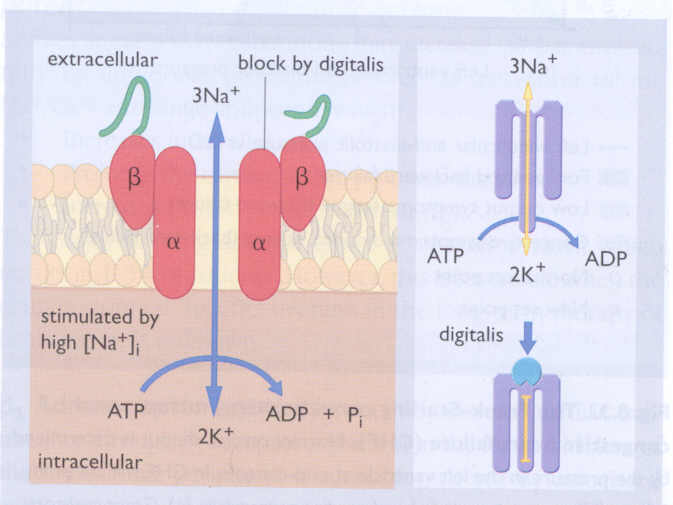 extracellular
block by digitalis
3Na⁺
β
β
α
α
stimulated by
high [Na⁺]ᵢ
ATP
ADP + Pᵢ
2K⁺
intracellular
3Na⁺
ATP
ADP
2K⁺
digitalis